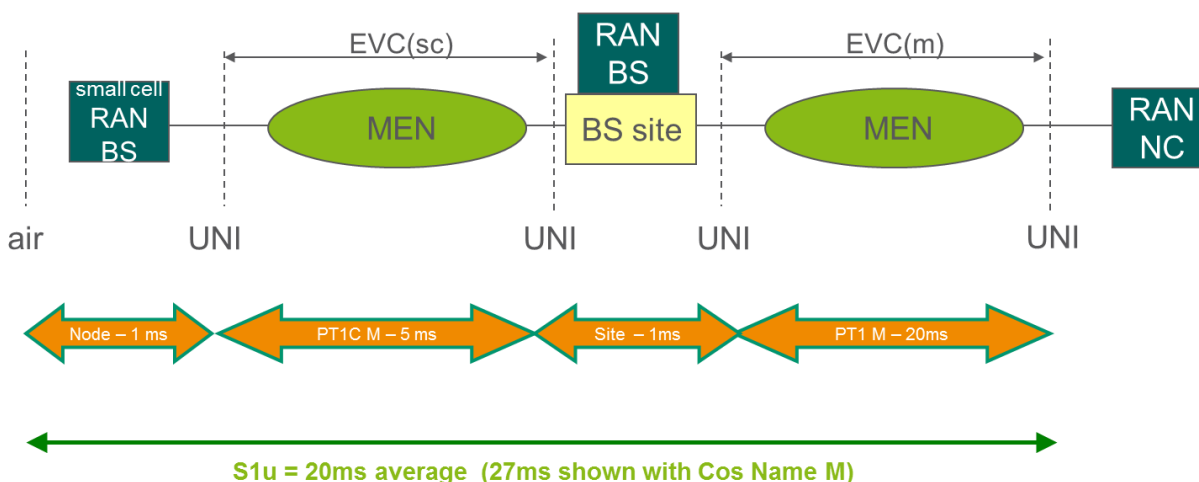 EVC(sc)
RAN
BS
EVC(m)
small cell
RAN
BS
MEN
BS site
MEN
RAN
NC
air
UNI
UNI
UNI
UNI
Node – 1 ms
PT1C M – 5 ms
Site – 1ms
PT1 M – 20ms
S1u = 20ms average (27ms shown with Cos Name M)